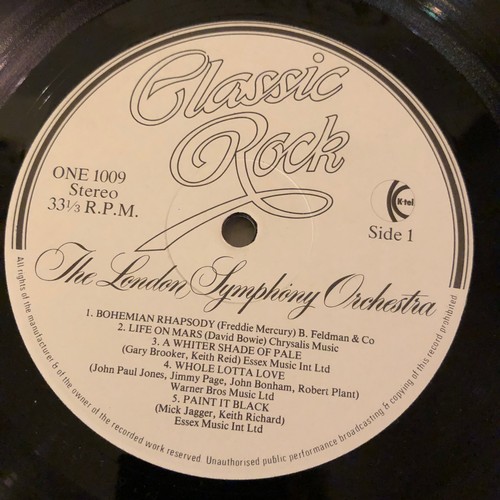 Classic
Rock
ONE 1009
Stereo
33 1/3 R.P.M.
K-tel
Side 1
The London Symphony Orchestra
1. BOHEMIAN RHAPSODY (Freddie Mercury) B. Feldman & Co
2. LIFE ON MARS (David Bowie) Chrysalis Music
3. A WHITER SHADE OF PALE
(Gary Brooker, Keith Reid) Essex Music Int Ltd
4. WHOLE LOTTA LOVE
(John Paul Jones, Jimmy Page, John Bonham, Robert Plant)
Warner Bros Music Ltd
5. PAINT IT BLACK
(Mick Jagger, Keith Richard)
Essex Music Int Ltd
All rights of the manufacturer & of the owner of the recorded work reserved. Unauthorised public performance broadcasting & copying of this record prohibited